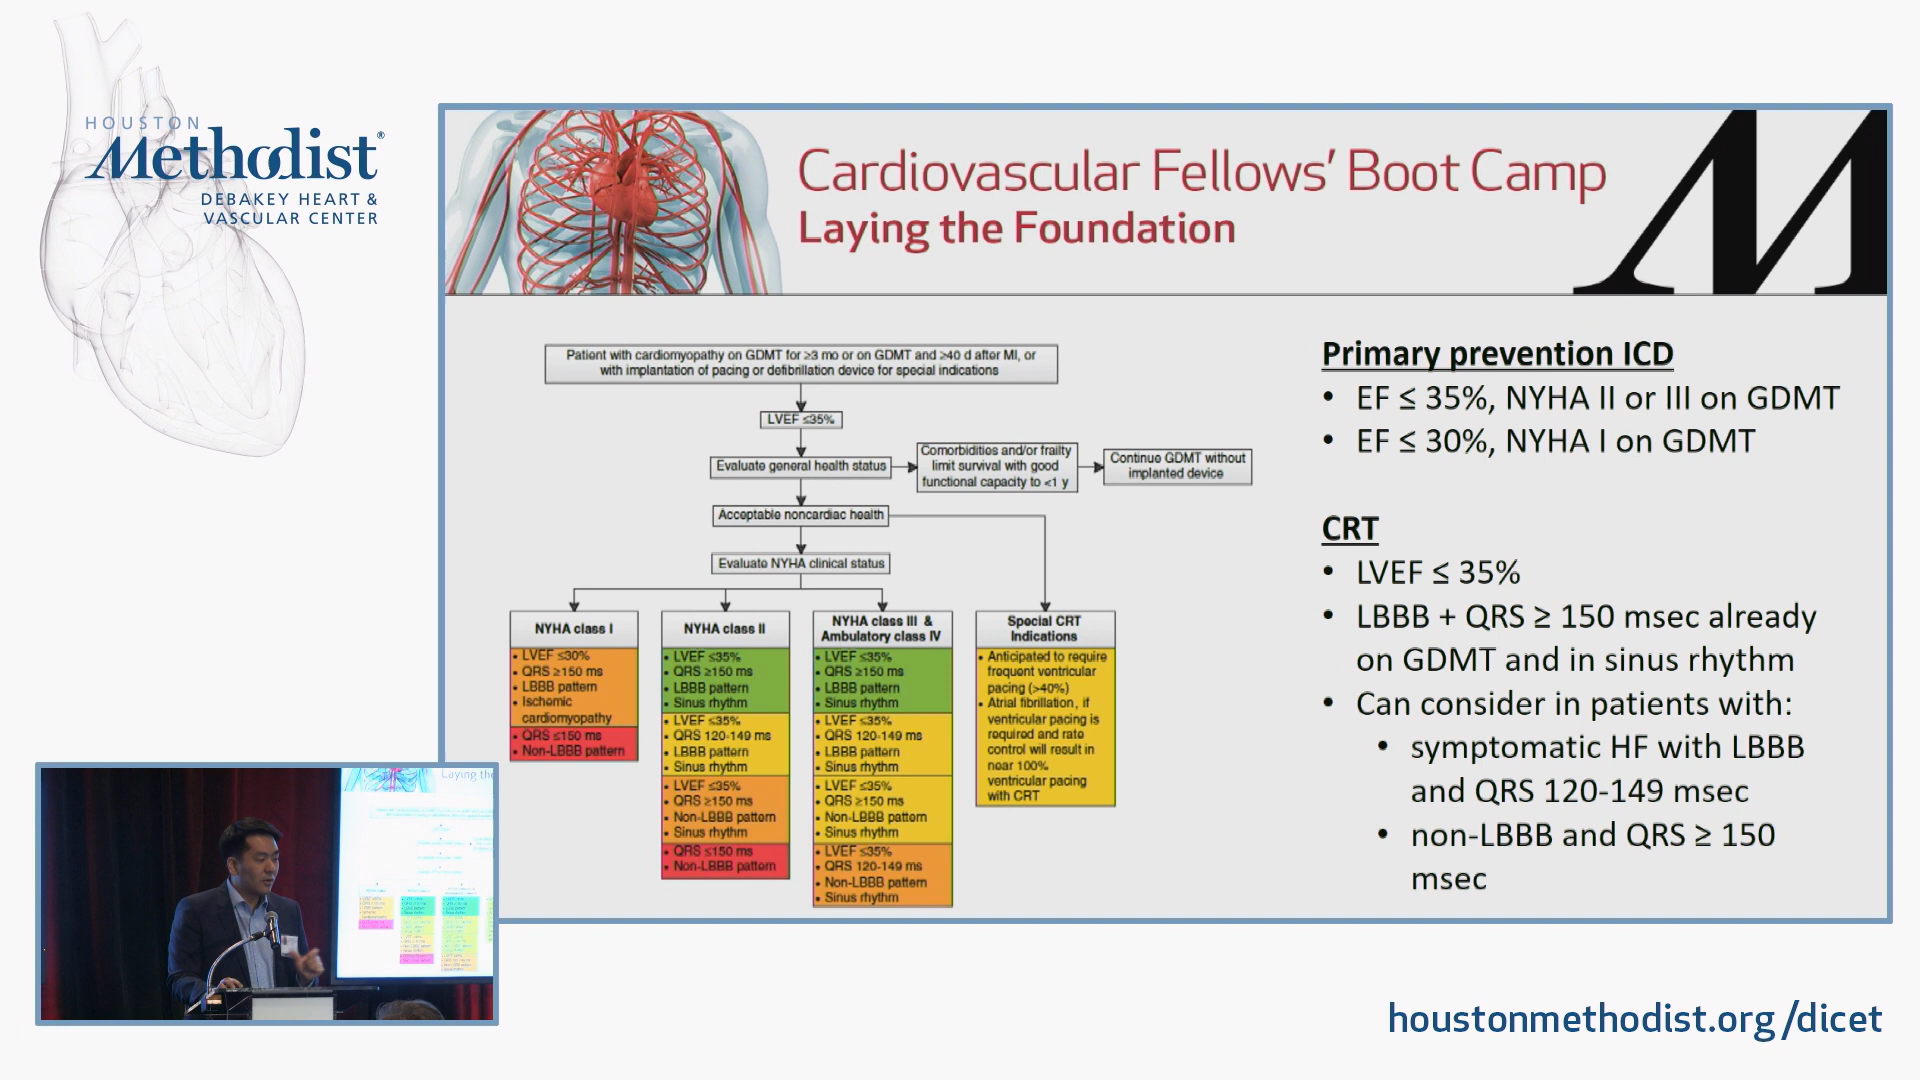 HOUSTON
Methodist®
DEBAKEY HEART &
VASCULAR CENTER
Cardiovascular Fellows' Boot Camp
Laying the Foundation
Patient with cardiomyopathy on GDMT for ≥3 mo or on GDMT and ≥40 d after MI, or
with implantation of pacing or defibrillation device for special indications
LVEF ≤35%
Evaluate general health status
Comorbidities and/or frailty
limit survival with good
functional capacity to <1 y
Continue GDMT without
implanted device
Acceptable noncardiac health
Evaluate NYHA clinical status
NYHA class I
• LVEF ≤30%
• QRS ≥150 ms
• LBBB pattern
• Ischemic
cardiomyopathy
• QRS ≤150 ms
• Non-LBBB pattern
NYHA class II
• LVEF ≤35%
• QRS ≥150 ms
• LBBB pattern
• Sinus rhythm
• LVEF ≤35%
• QRS 120-149 ms
• LBBB pattern
• Sinus rhythm
• LVEF ≤35%
• QRS ≥150 ms
• Non-LBBB pattern
• Sinus rhythm
• QRS ≤150 ms
• Non-LBBB pattern
NYHA class III &
Ambulatory class IV
• LVEF ≤35%
• QRS ≥150 ms
• LBBB pattern
• Sinus rhythm
• LVEF ≤35%
• QRS 120-149 ms
• LBBB pattern
• Sinus rhythm
• LVEF ≤35%
• QRS ≥150 ms
• Non-LBBB pattern
• Sinus rhythm
• LVEF ≤35%
• QRS 120-149 ms
• Non-LBBB pattern
• Sinus rhythm
Special CRT
Indications
• Anticipated to require
frequent ventricular
pacing (>40%)
• Atrial fibrillation, if
ventricular pacing is
required and rate
control will result in
near 100%
ventricular pacing
with CRT
Primary prevention ICD
• EF ≤ 35%, NYHA II or III on GDMT
• EF ≤ 30%, NYHA I on GDMT
CRT
• LVEF ≤ 35%
• LBBB + QRS ≥ 150 msec already
on GDMT and in sinus rhythm
• Can consider in patients with:
• symptomatic HF with LBBB
and QRS 120-149 msec
• non-LBBB and QRS ≥ 150
msec
Laying the
houstonmethodist.org/dicet